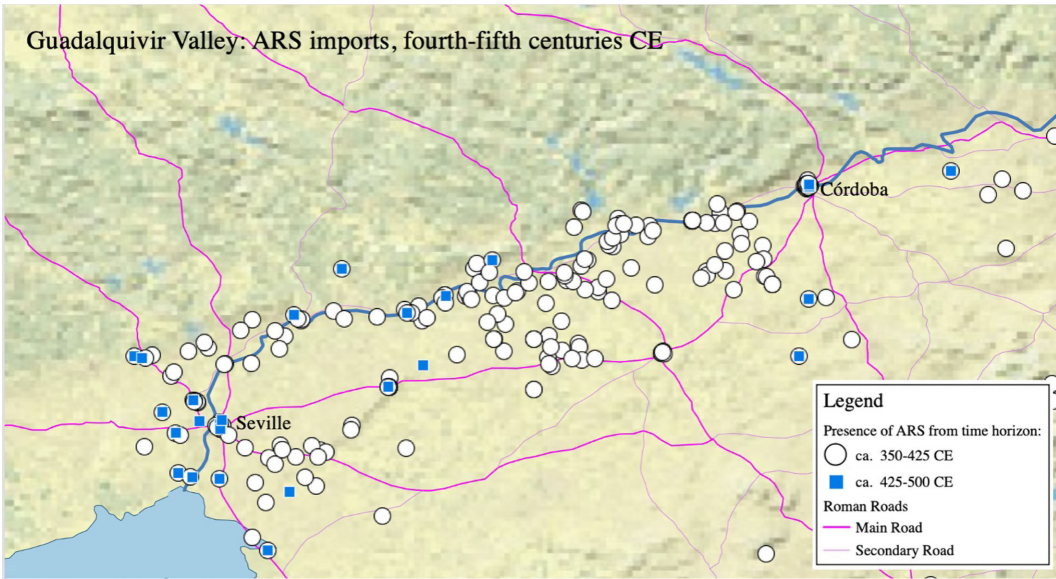 Guadalquivir Valley: ARS imports, fourth-fifth centuries CE
Córdoba
Seville
Legend
Presence of ARS from time horizon:
ca. 350-425 CE
ca. 425-500 CE
Roman Roads
Main Road
Secondary Road